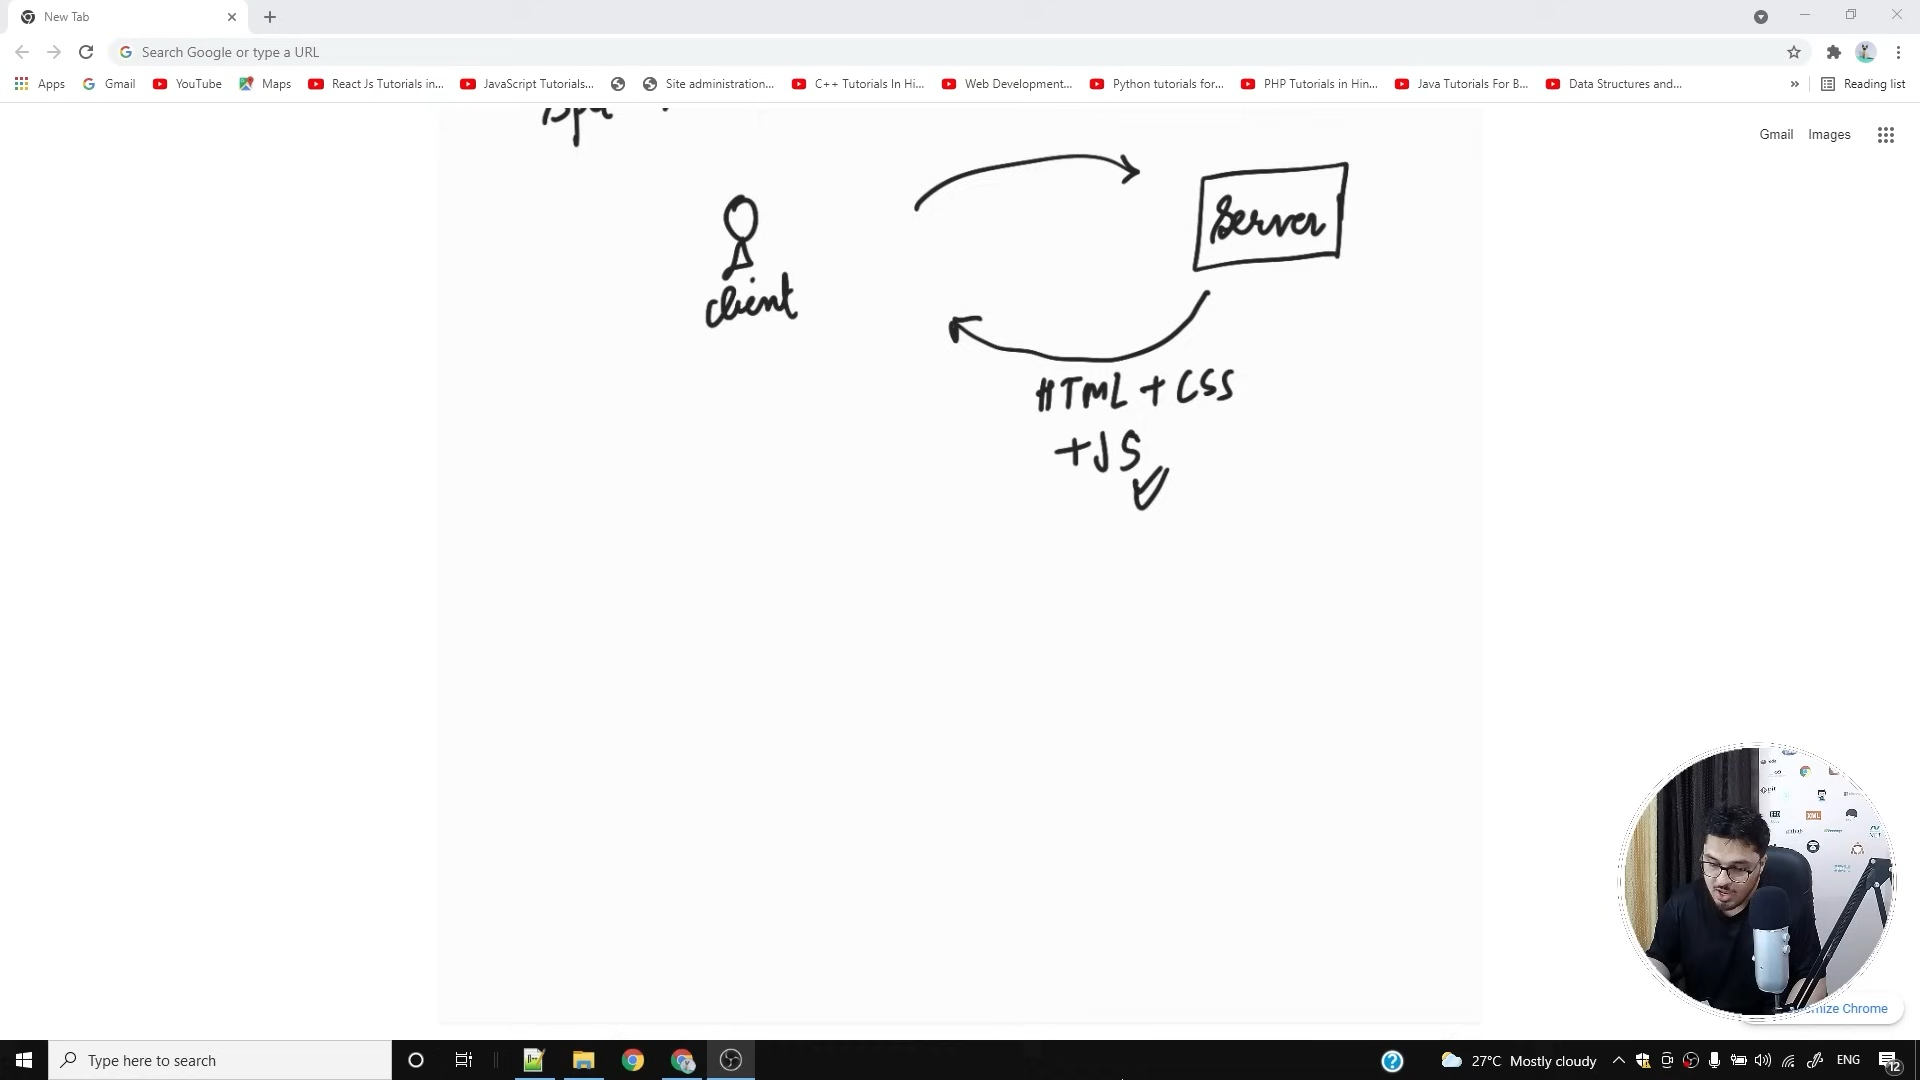 New Tab
Search Google or type a URL
Apps Gmail YouTube Maps React Js Tutorials in... JavaScript Tutorials... Site administration... C++ Tutorials In Hi... Web Development... Python tutorials for... PHP Tutorials in Hin... Java Tutorials For B... Data Structures and... » Reading list
Gmail Images
Server
client
HTML + CSS
+ JS
Type here to search
27°C Mostly cloudy
ENG
12